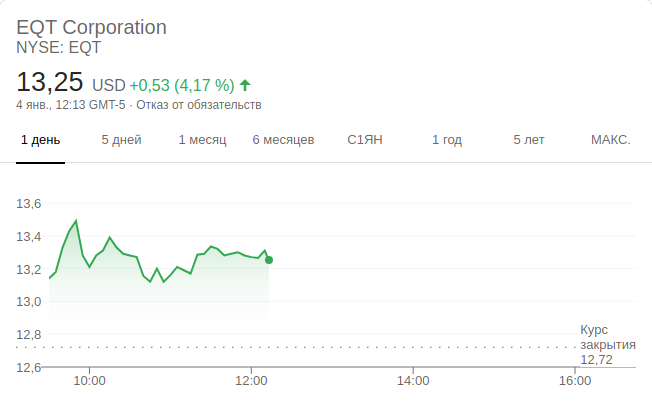 EQT Corporation
NYSE: EQT
13,25 USD +0,53 (4,17 %)
4 янв., 12:13 GMT-5 · Отказ от обязательств
1 день 5 дней 1 месяц 6 месяцев С1ЯН 1 год 5 лет МАКС.
13,6
13,4
13,2
13,0
12,8
12,6
Курс
закрытия
12,72
10:00 12:00 14:00 16:00